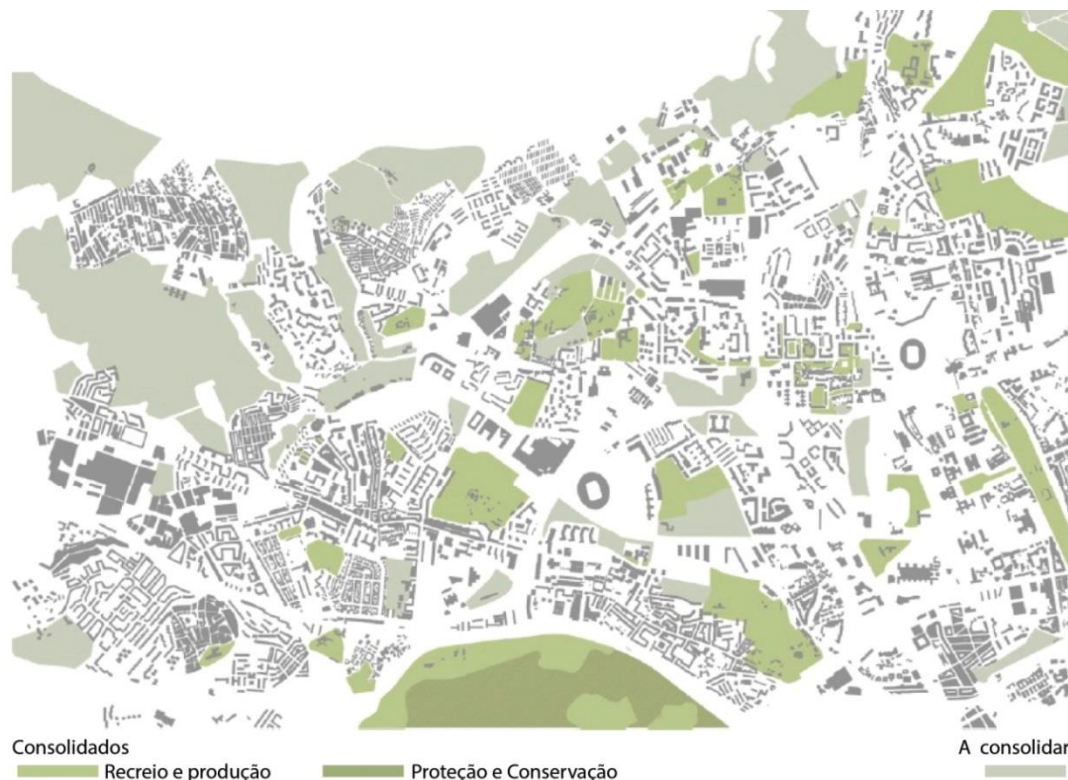 Consolidados
A consolidar
Recreio e produção
Proteção e Conservação